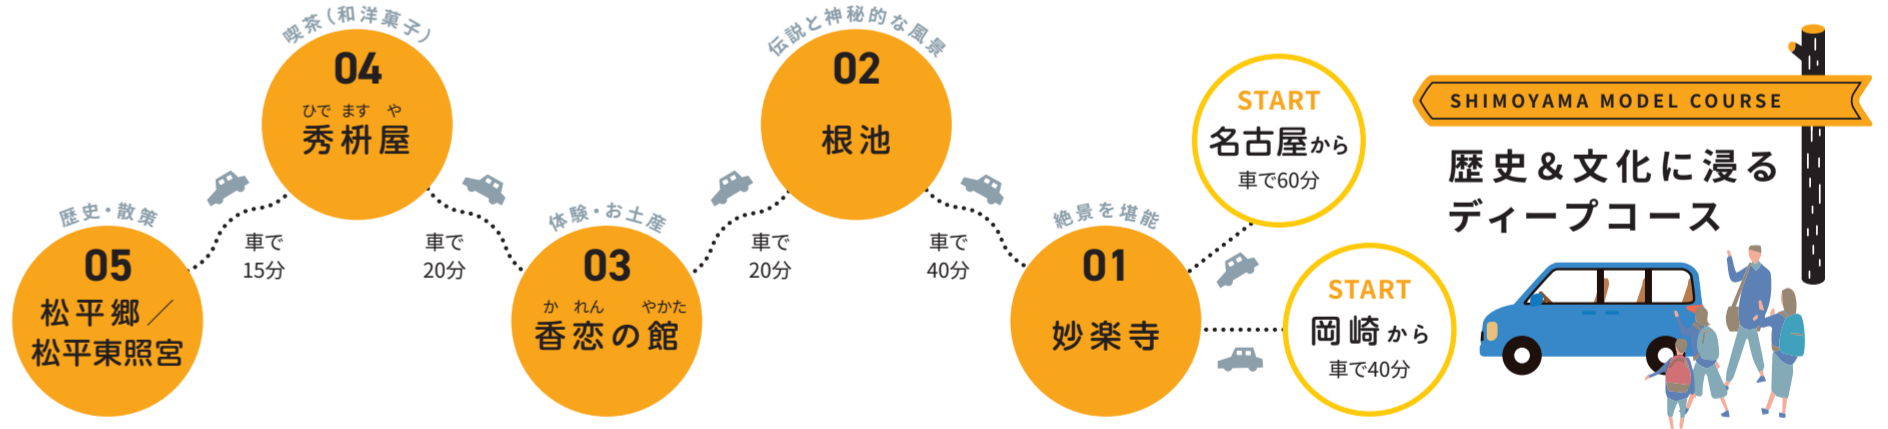 SHIMOYAMA MODEL COURSE
歴史&文化に浸る
ディープコース
START
名古屋から
車で60分
START
岡崎から
車で40分
絶景を堪能
01
妙楽寺
車で
40分
伝説と神秘的な風景
02
根池
車で
20分
体験・お土産
03
か れん やかた
香恋の館
車で
20分
喫茶(和洋菓子)
04
ひで ます や
秀枡屋
車で
15分
歴史・散策
05
松平郷／
松平東照宮